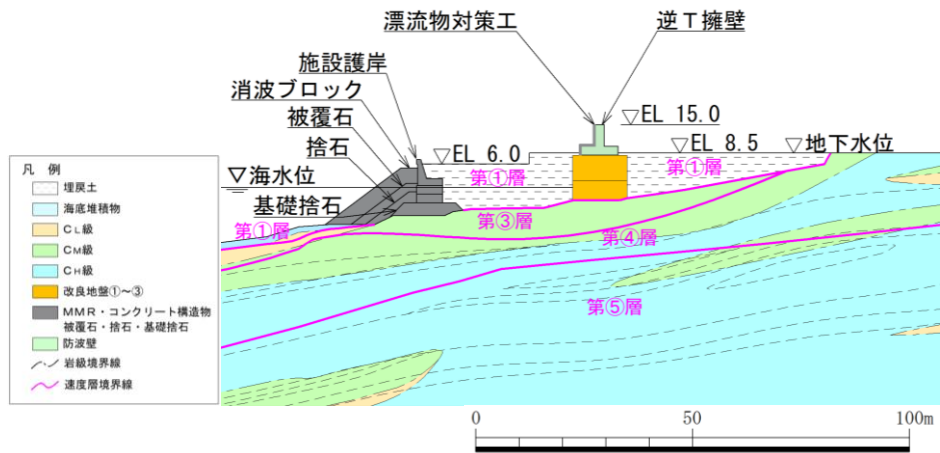 漂流物対策工
逆T擁壁
施設護岸
消波ブロック
被覆石
捨石
▽海水位
基礎捨石
▽EL 15.0
▽EL 6.0
▽EL 8.5
▽地下水位
第①層
第①層
第①層
第③層
第④層
第⑤層
凡 例
埋戻土
海底堆積物
CL級
CM級
CH級
改良地盤①~③
MMR・コンクリート構造物
被覆石・捨石・基礎捨石
防波壁
岩級境界線
速度層境界線
0 50 100m